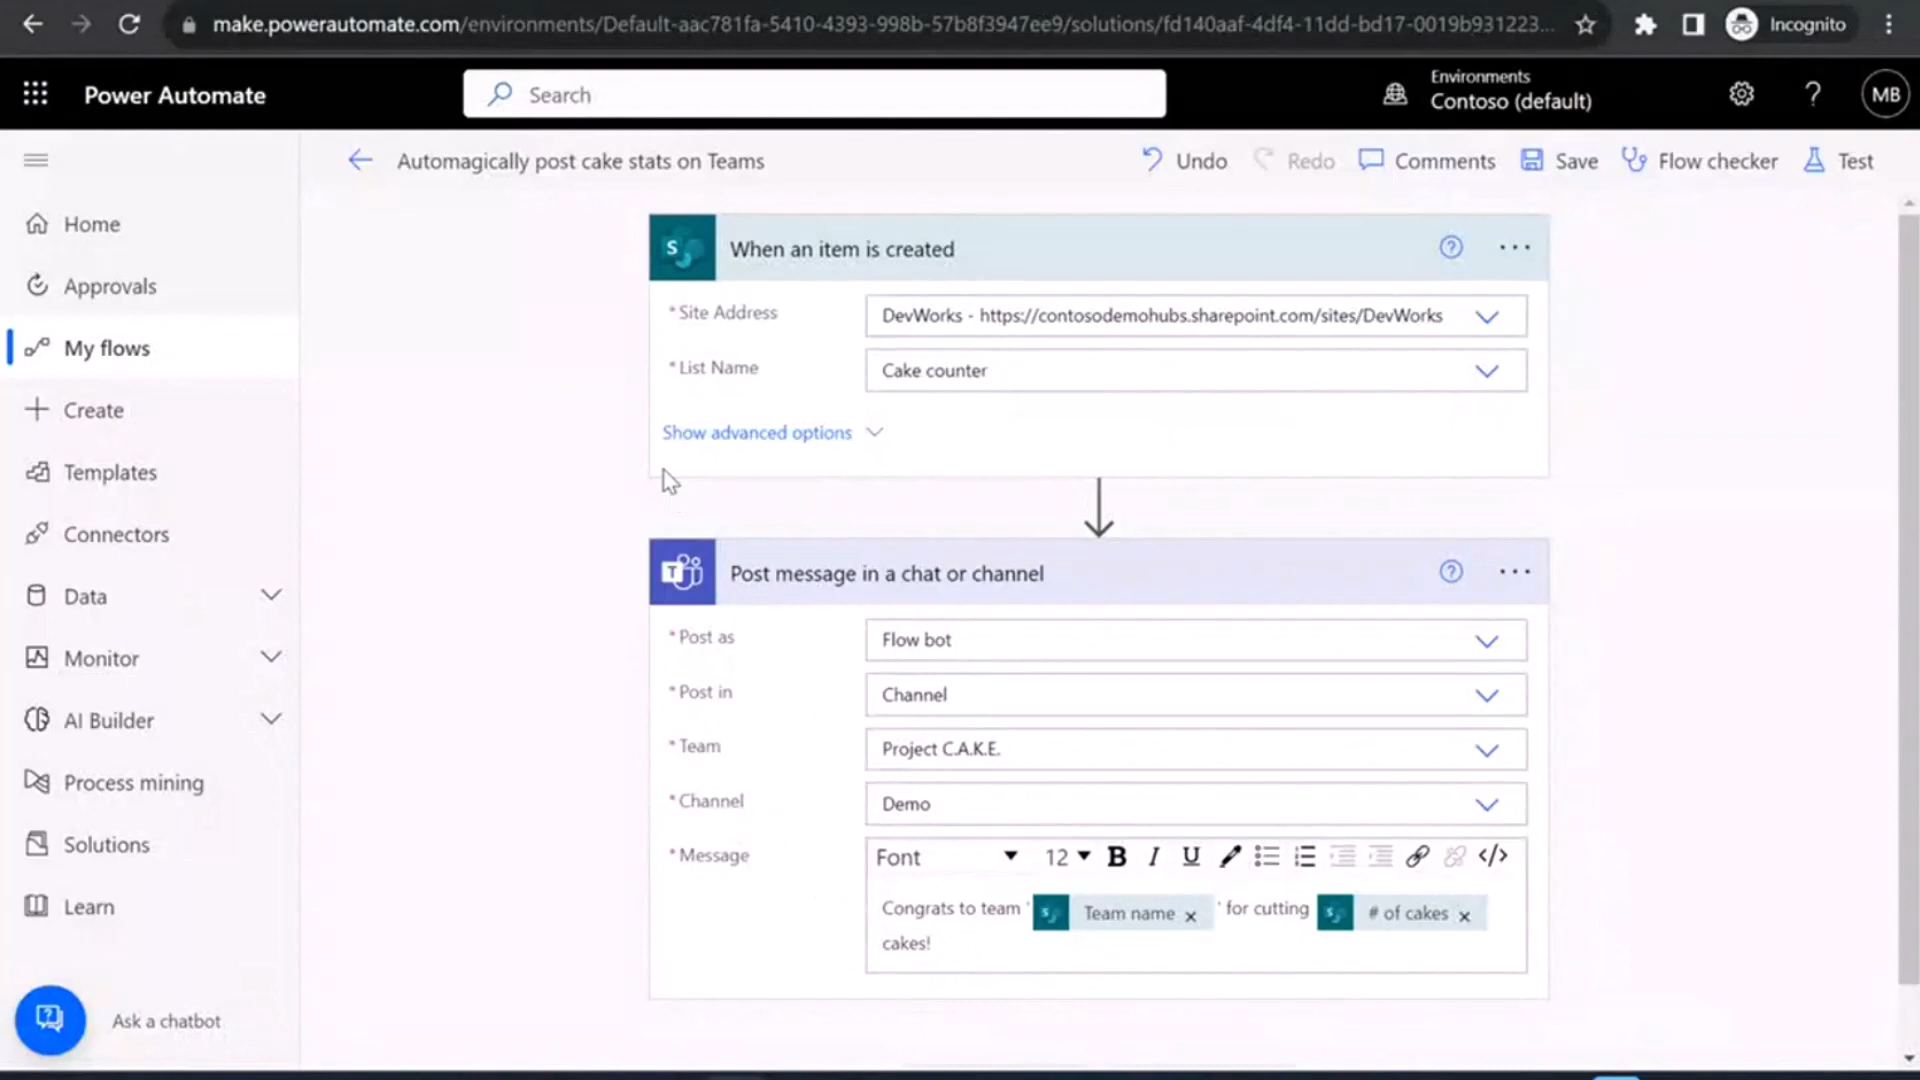 make.powerautomate.com/environments/Default-aac781fa-5410-4393-998b-57b8f3947ee9/solutions/fd140aaf-4df4-11dd-bd17-0019b931223...
Incognito
Power Automate
Search
Environments
Contoso (default)
?
MB
Automagically post cake stats on Teams
Undo
Redo
Comments
Save
Flow checker
Test
Home
Approvals
My flows
Create
Templates
Connectors
Data
Monitor
AI Builder
Process mining
Solutions
Learn
Ask a chatbot
S
When an item is created
?
...
*Site Address
DevWorks - https://contosodemohubs.sharepoint.com/sites/DevWorks
*List Name
Cake counter
Show advanced options
T
Post message in a chat or channel
?
...
*Post as
Flow bot
*Post in
Channel
*Team
Project C.A.K.E.
*Channel
Demo
*Message
Font
12
B I U </>
Congrats to team ' S Team name × ' for cutting S # of cakes ×
cakes!